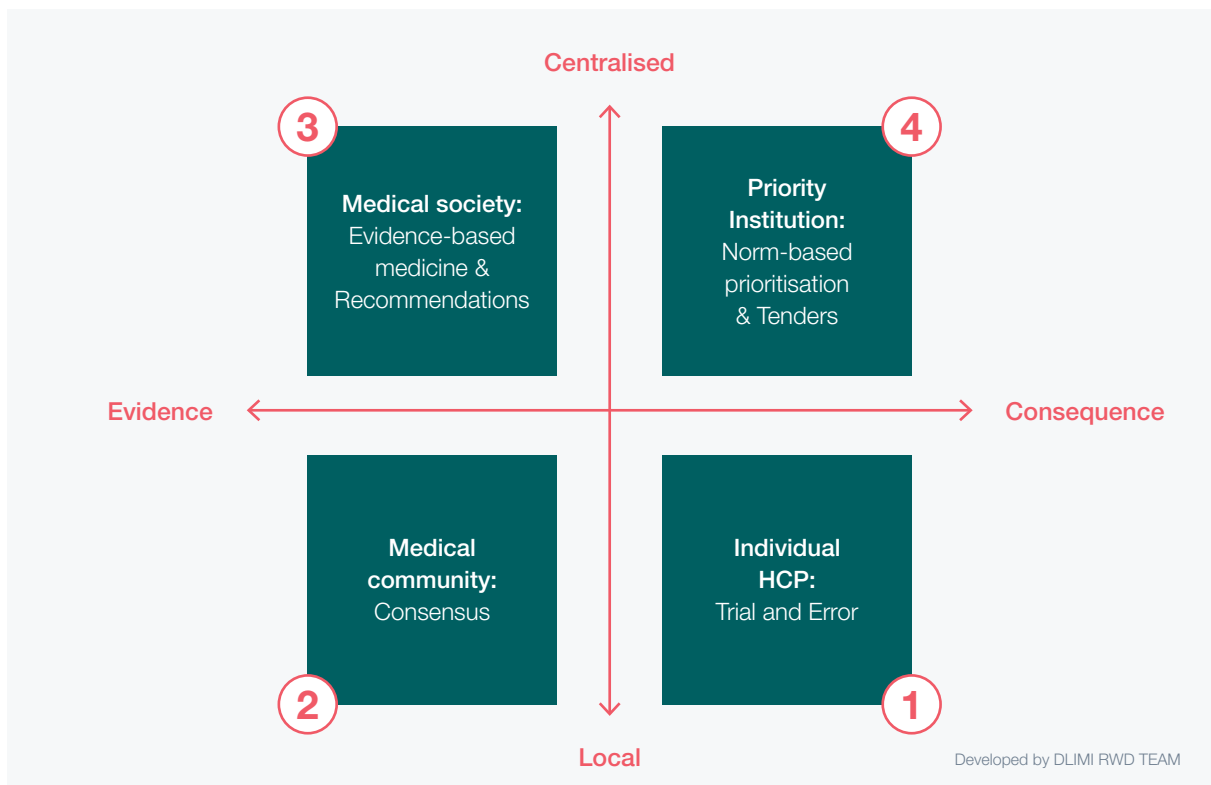 Centralised
3
Medical society:
Evidence-based
medicine &
Recommendations
4
Priority
Institution:
Norm-based
prioritisation
& Tenders
Evidence
Consequence
Medical
community:
Consensus
2
Individual
HCP:
Trial and Error
1
Local
Developed by DLIMI RWD TEAM